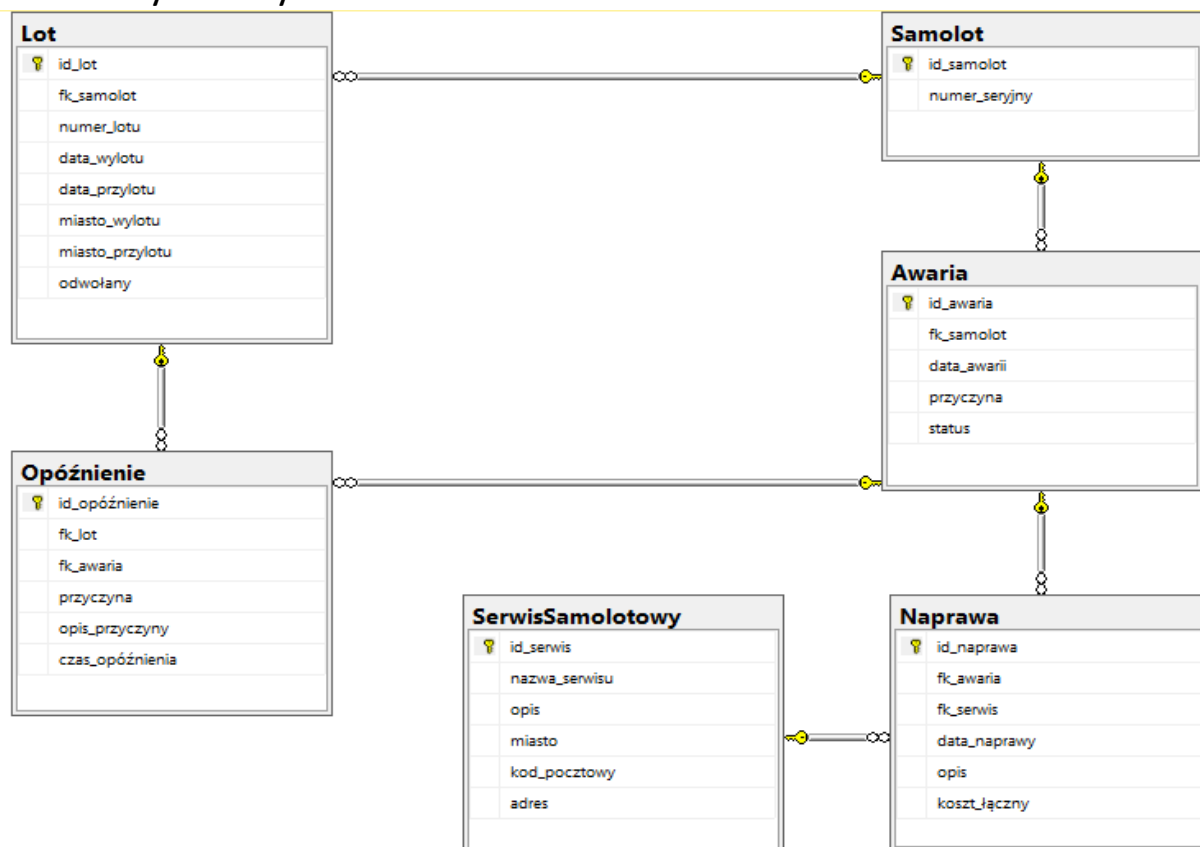 Lot
id_lot
fk_samolot
numer_lotu
data_wylotu
data_przylotu
miasto_wylotu
miasto_przylotu
odwołany
Samolot
id_samolot
numer_seryjny
Awaria
id_awaria
fk_samolot
data_awarii
przyczyna
status
Opóźnienie
id_opóźnienie
fk_lot
fk_awaria
przyczyna
opis_przyczyny
czas_opóźnienia
SerwisSamolotowy
id_serwis
nazwa_serwisu
opis
miasto
kod_pocztowy
adres
Naprawa
id_naprawa
fk_awaria
fk_serwis
data_naprawy
opis
koszt_łączny